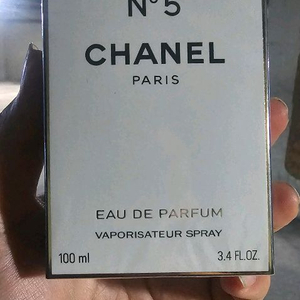 N°5
CHANEL
PARIS
EAU DE PARFUM
VAPORISATEUR SPRAY
100 ml 3.4 FL.OZ.